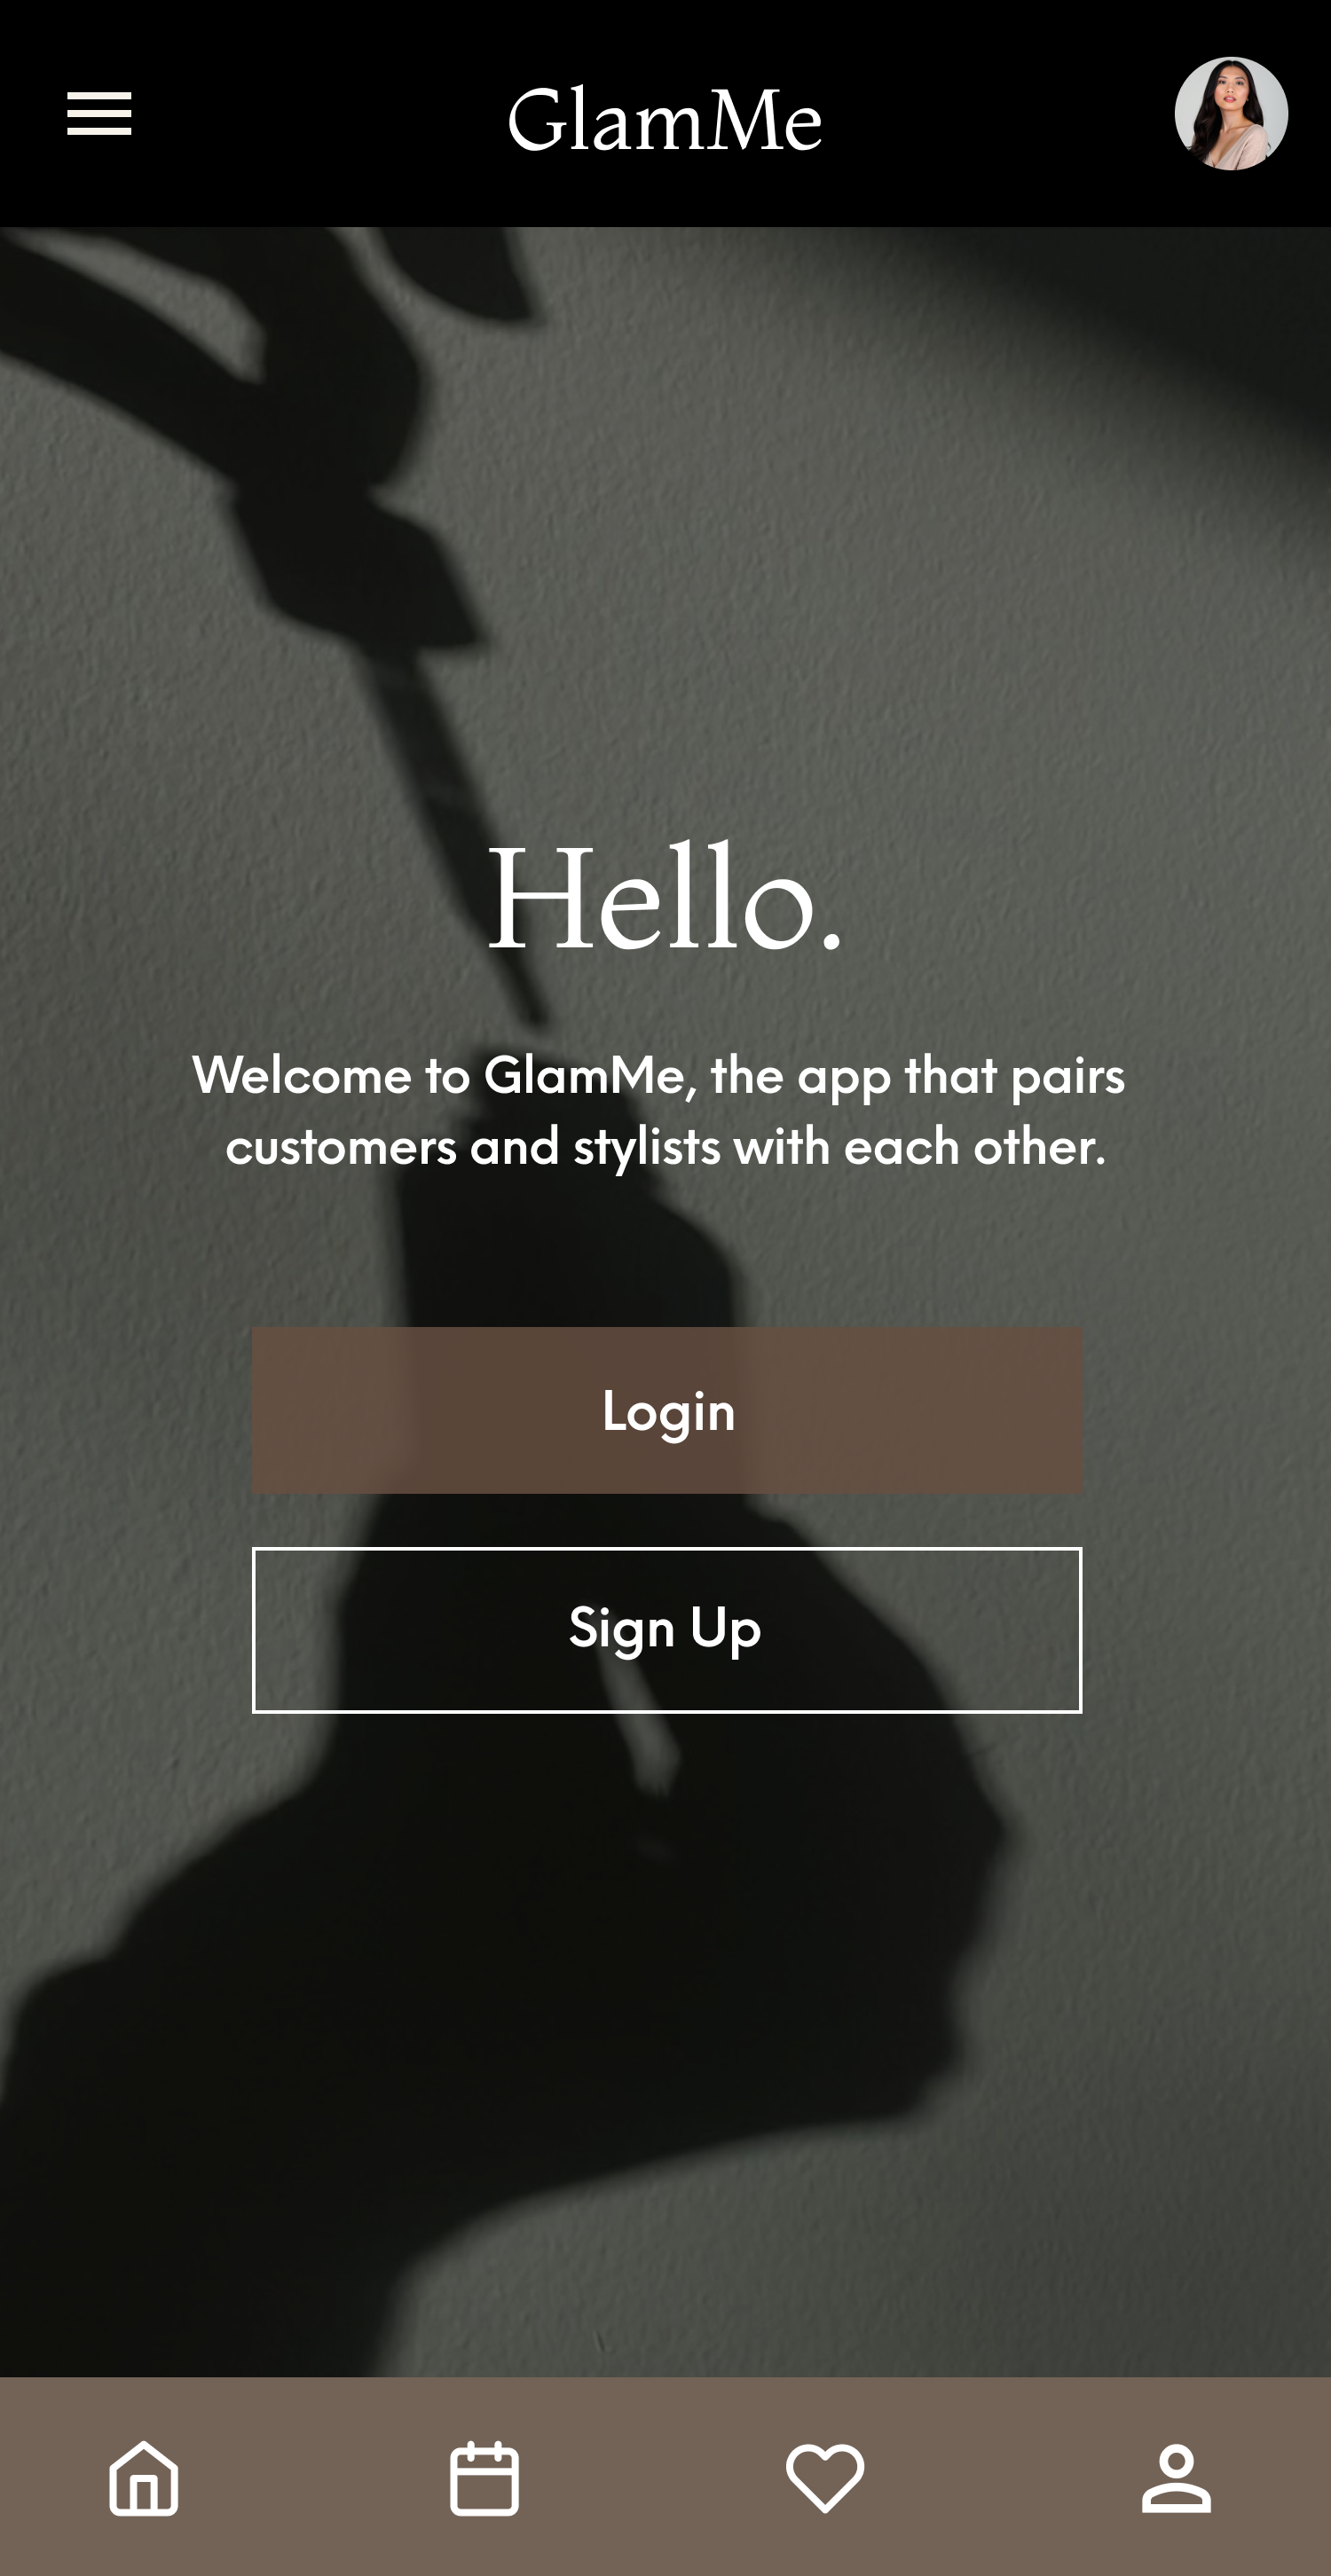 GlamMe
Hello.
Welcome to GlamMe, the app that pairs
customers and stylists with each other.
Login
Sign Up